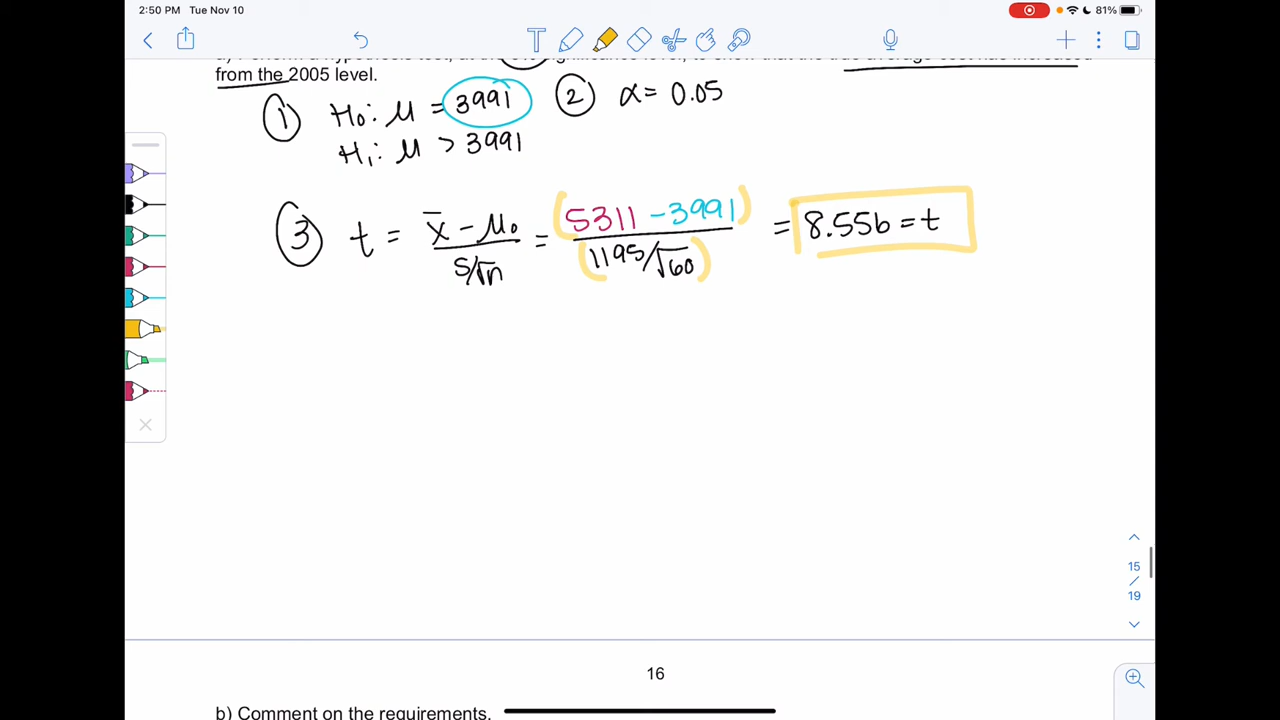 2:50 PM Tue Nov 10
81%
from the 2005 level.
① H₀: μ = 3991 ② α = 0.05
H₁: μ > 3991
③ t = x̄ - μ₀ / s/√n = (5311 - 3991) / (1195/√60) = 8.556 = t
15
/
19
16
b) Comment on the requirements.